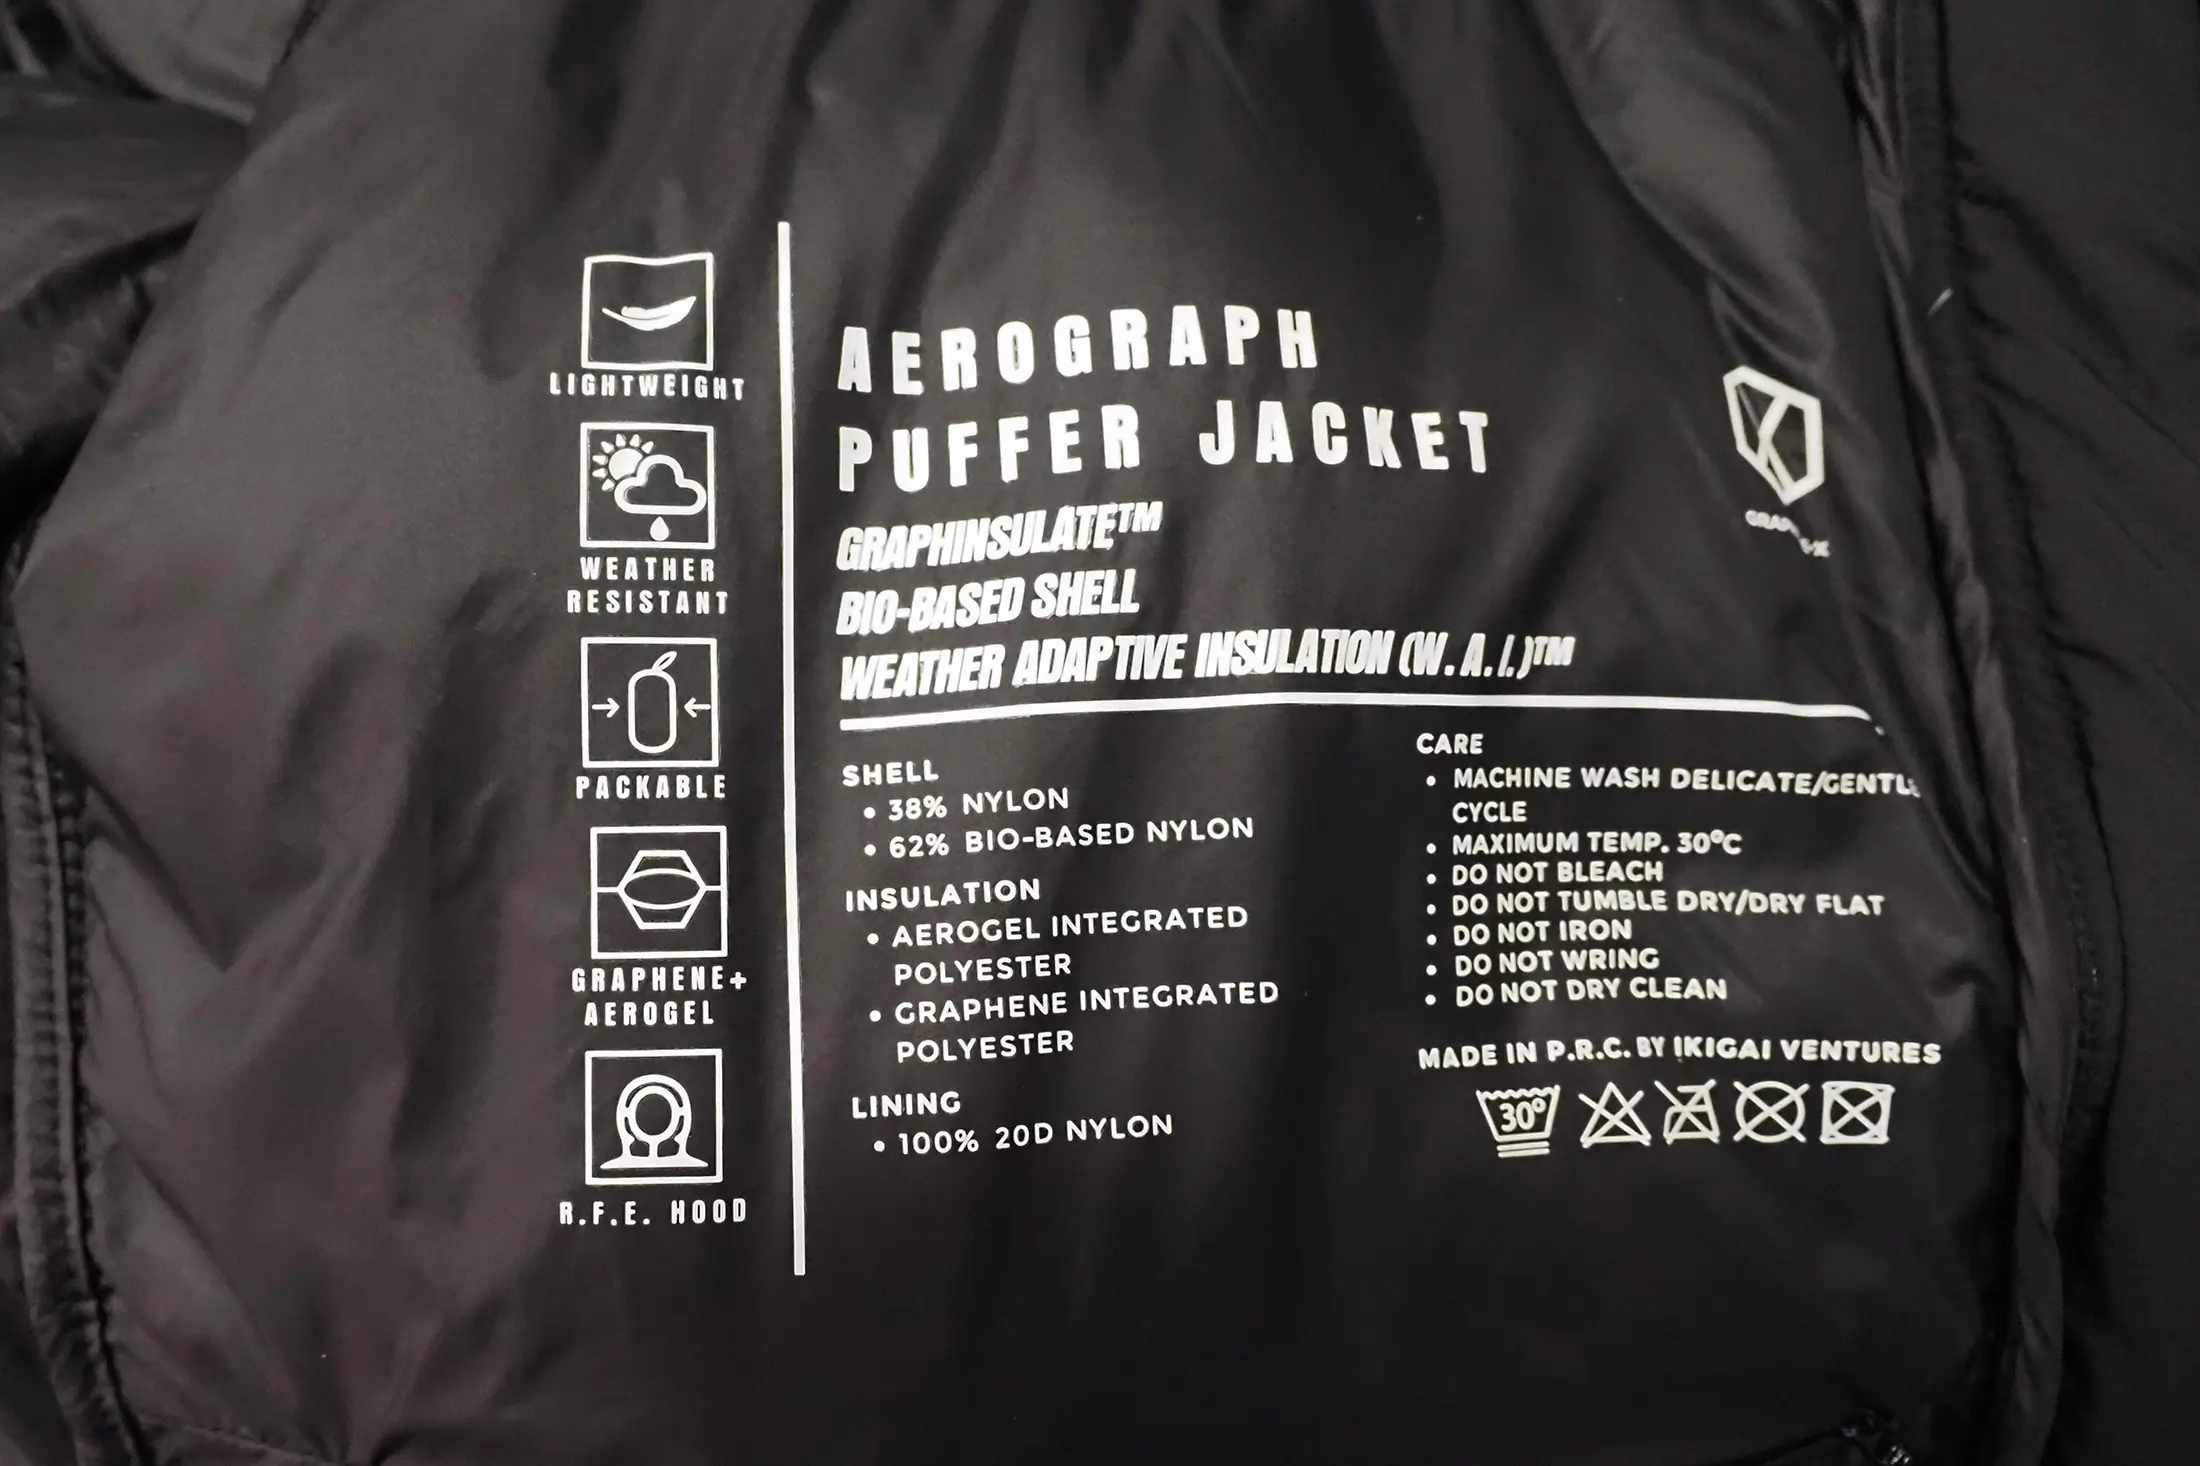 LIGHTWEIGHT
WEATHER
RESISTANT
PACKABLE
GRAPHENE+
AEROGEL
R.F.E. HOOD
AEROGRAPH
PUFFER JACKET
GRAPHINSULATE™
BIO-BASED SHELL
WEATHER ADAPTIVE INSULATION (W.A.I.)™
SHELL
• 38% NYLON
• 62% BIO-BASED NYLON
INSULATION
• AEROGEL INTEGRATED
POLYESTER
• GRAPHENE INTEGRATED
POLYESTER
LINING
• 100% 20D NYLON
CARE
• MACHINE WASH DELICATE/GENTLE
CYCLE
• MAXIMUM TEMP. 30°C
• DO NOT BLEACH
• DO NOT TUMBLE DRY/DRY FLAT
• DO NOT IRON
• DO NOT WRING
• DO NOT DRY CLEAN
MADE IN P.R.C. BY IKIGAI VENTURES
30°